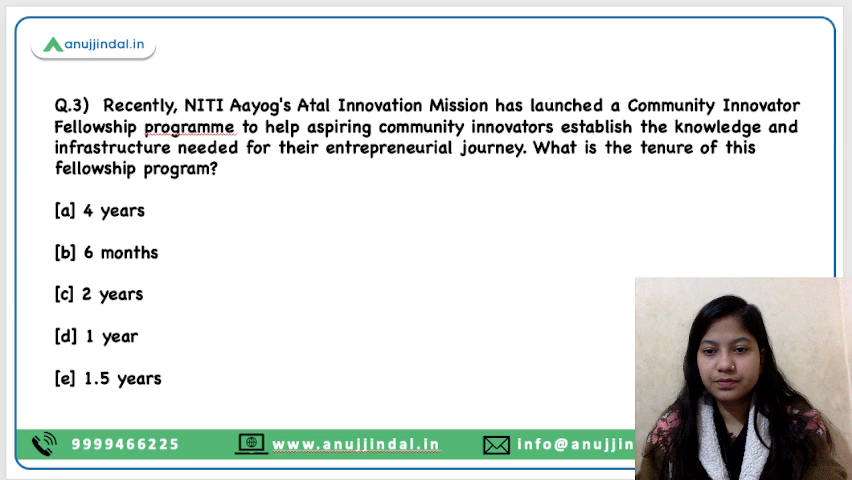 anujjindal.in
Q.3) Recently, NITI Aayog's Atal Innovation Mission has launched a Community Innovator
Fellowship programme to help aspiring community innovators establish the knowledge and
infrastructure needed for their entrepreneurial journey. What is the tenure of this
fellowship program?
[a] 4 years
[b] 6 months
[c] 2 years
[d] 1 year
[e] 1.5 years
9999466225 www.anujjindal.in info@anujjin